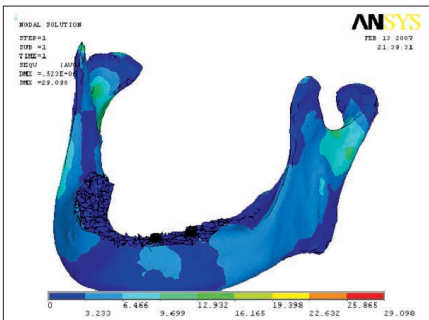 1
NODAL SOLUTION
STEP=1
SUB =1
TIME=1
SEQV (AVG)
DMX =.523E-06
SMX =29.098
ANSYS
FEB 13 2007
21:39:31
0 6.466 12.932 19.398 25.865
3.233 9.699 16.165 22.632 29.098